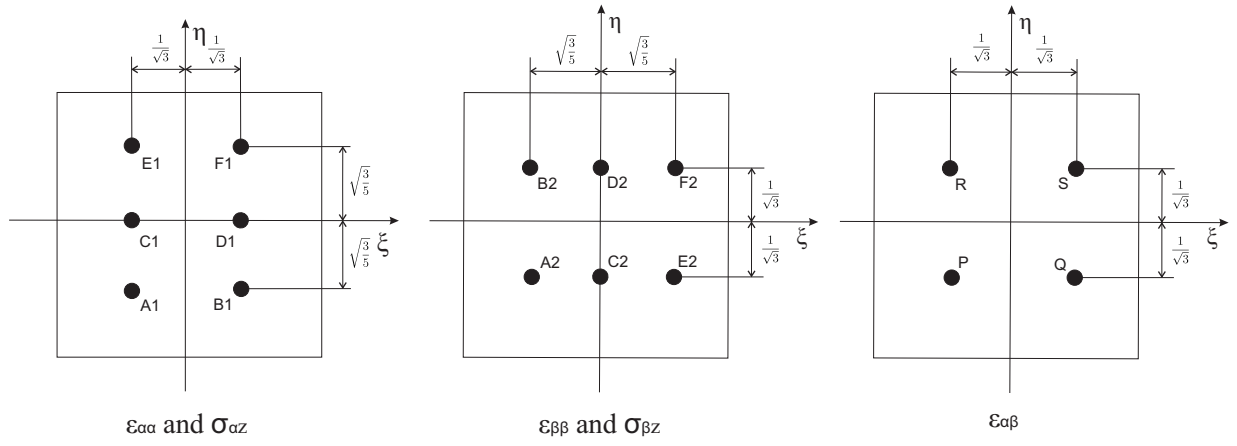 η
1/√3 1/√3
E1 F1
√(3/5)
C1 D1
ξ
√(3/5)
A1 B1
εαα and σαz
η
√(3/5) √(3/5)
B2 D2 F2
1/√3
ξ
1/√3
A2 C2 E2
εββ and σβz
η
1/√3 1/√3
R S
1/√3
ξ
1/√3
P Q
εαβ